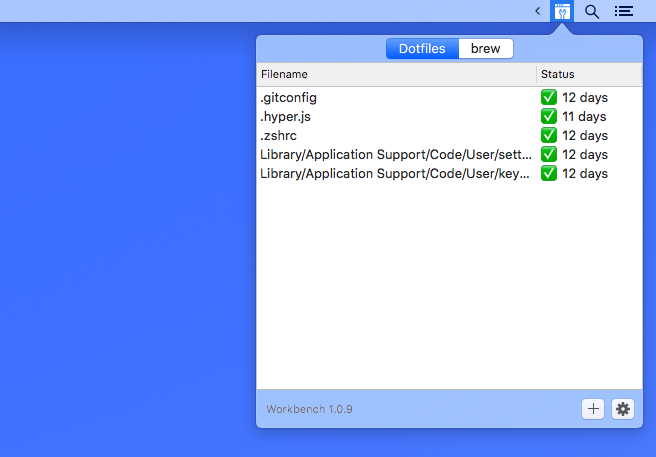 Dotfiles brew
Filename Status
.gitconfig ✅ 12 days
.hyper.js ✅ 11 days
.zshrc ✅ 12 days
Library/Application Support/Code/User/sett... ✅ 12 days
Library/Application Support/Code/User/key... ✅ 12 days
Workbench 1.0.9